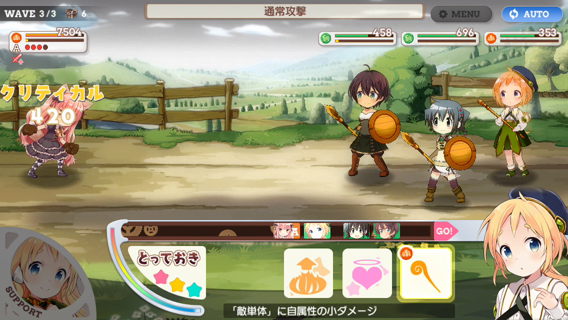 WAVE 3/3 6
通常攻撃
MENU
AUTO
7504
458
696
353
A
クリティカル
420
GO!
とっておき
SUPPORT
「敵単体」に自属性の小ダメージ